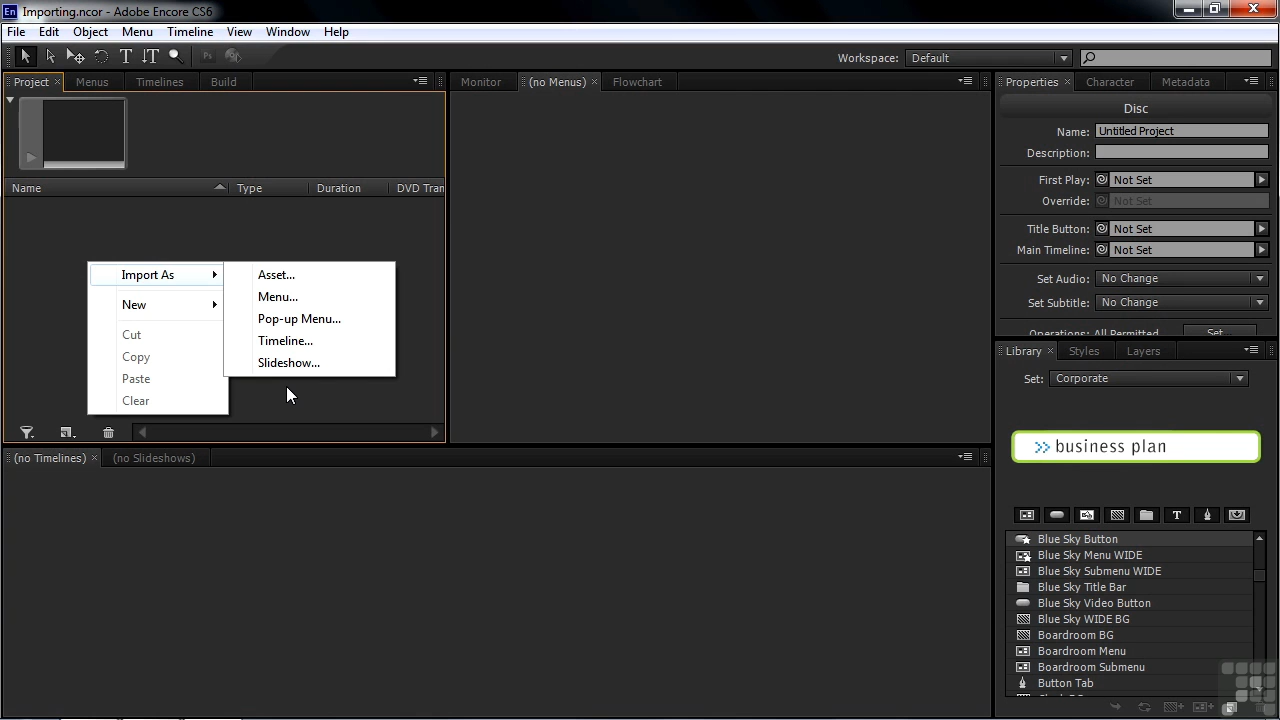 En Importing.ncor - Adobe Encore CS6
File Edit Object Menu Timeline View Window Help
Workspace: Default
Project Menus Timelines Build
Monitor (no Menus) Flowchart
Properties Character Metadata
Disc
Name: Untitled Project
Description:
First Play: Not Set
Override: Not Set
Title Button: Not Set
Main Timeline: Not Set
Set Audio: No Change
Set Subtitle: No Change
Operations: All Permitted Set...
Name Type Duration DVD Tran
Import As
New
Cut
Copy
Paste
Clear
Asset...
Menu...
Pop-up Menu...
Timeline...
Slideshow...
(no Timelines) (no Slideshows)
Library Styles Layers
Set: Corporate
>> business plan
T
Blue Sky Button
Blue Sky Menu WIDE
Blue Sky Submenu WIDE
Blue Sky Title Bar
Blue Sky Video Button
Blue Sky WIDE BG
Boardroom BG
Boardroom Menu
Boardroom Submenu
Button Tab